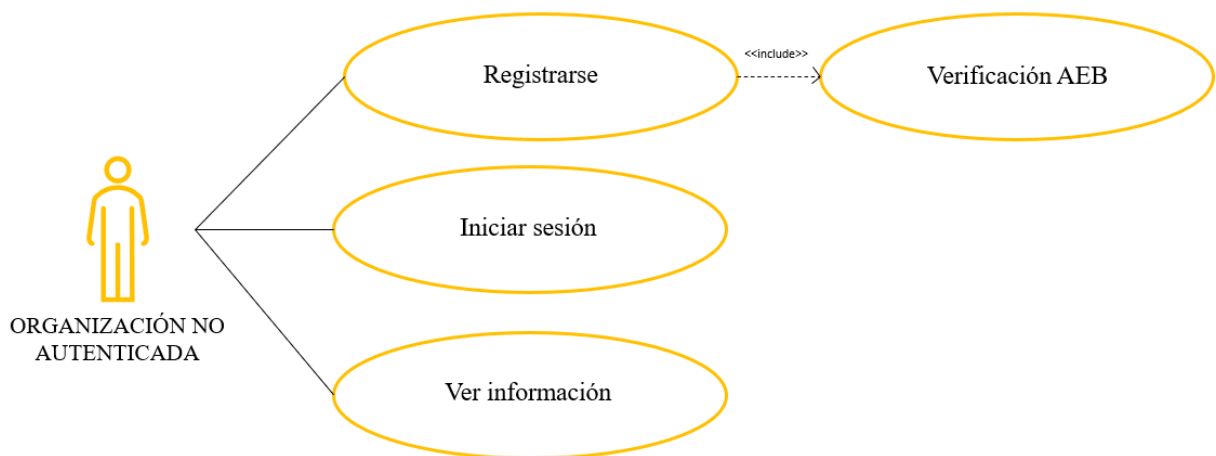 Registrarse
<<include>>
Verificación AEB
Iniciar sesión
ORGANIZACIÓN NO
AUTENTICADA
Ver información